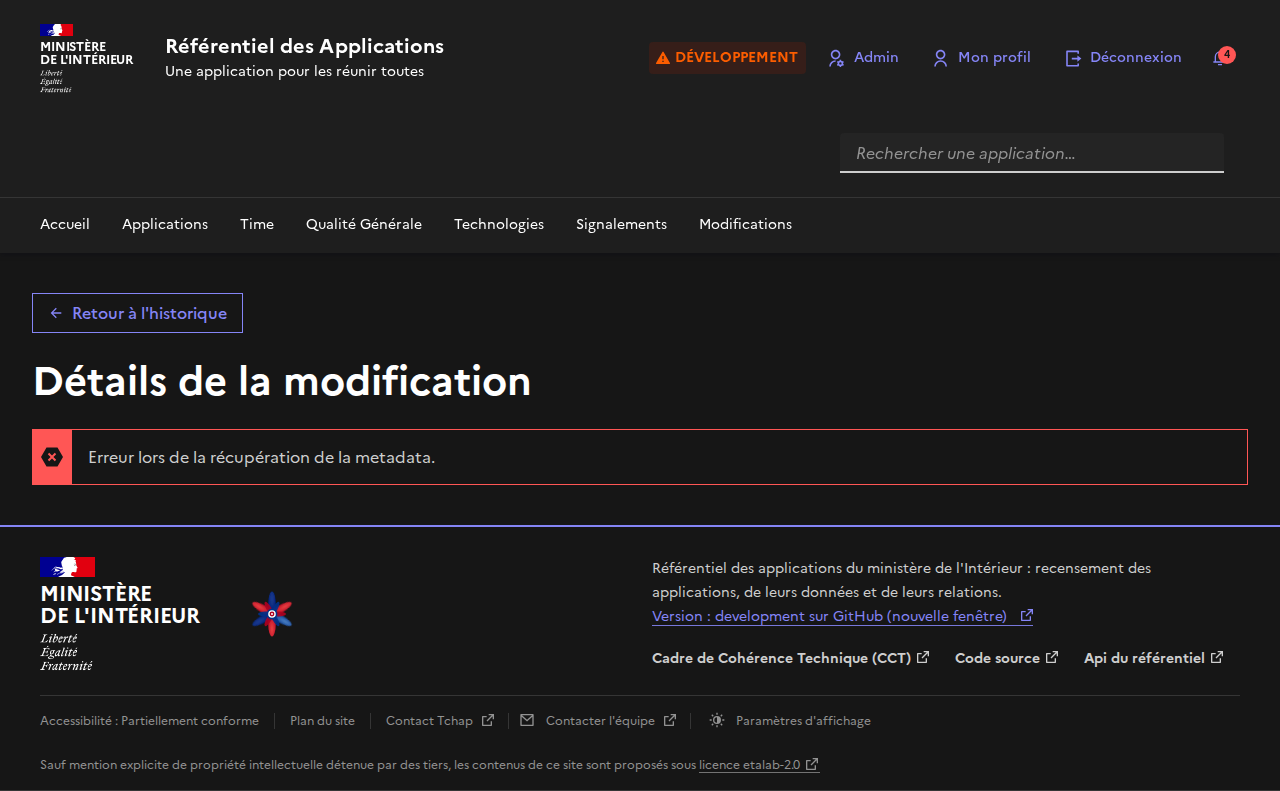 MINISTÈRE
DE L'INTÉRIEUR
Liberté
Égalité
Fraternité
Référentiel des Applications
Une application pour les réunir toutes
DÉVELOPPEMENT
Admin
Mon profil
Déconnexion
4
Rechercher une application…
Accueil
Applications
Time
Qualité Générale
Technologies
Signalements
Modifications
Retour à l'historique
Détails de la modification
Erreur lors de la récupération de la metadata.
MINISTÈRE
DE L'INTÉRIEUR
Liberté
Égalité
Fraternité
Référentiel des applications du ministère de l'Intérieur : recensement des
applications, de leurs données et de leurs relations.
Version : development sur GitHub (nouvelle fenêtre)
Cadre de Cohérence Technique (CCT)
Code source
Api du référentiel
Accessibilité : Partiellement conforme
Plan du site
Contact Tchap
Contacter l'équipe
Paramètres d'affichage
Sauf mention explicite de propriété intellectuelle détenue par des tiers, les contenus de ce site sont proposés sous licence etalab-2.0